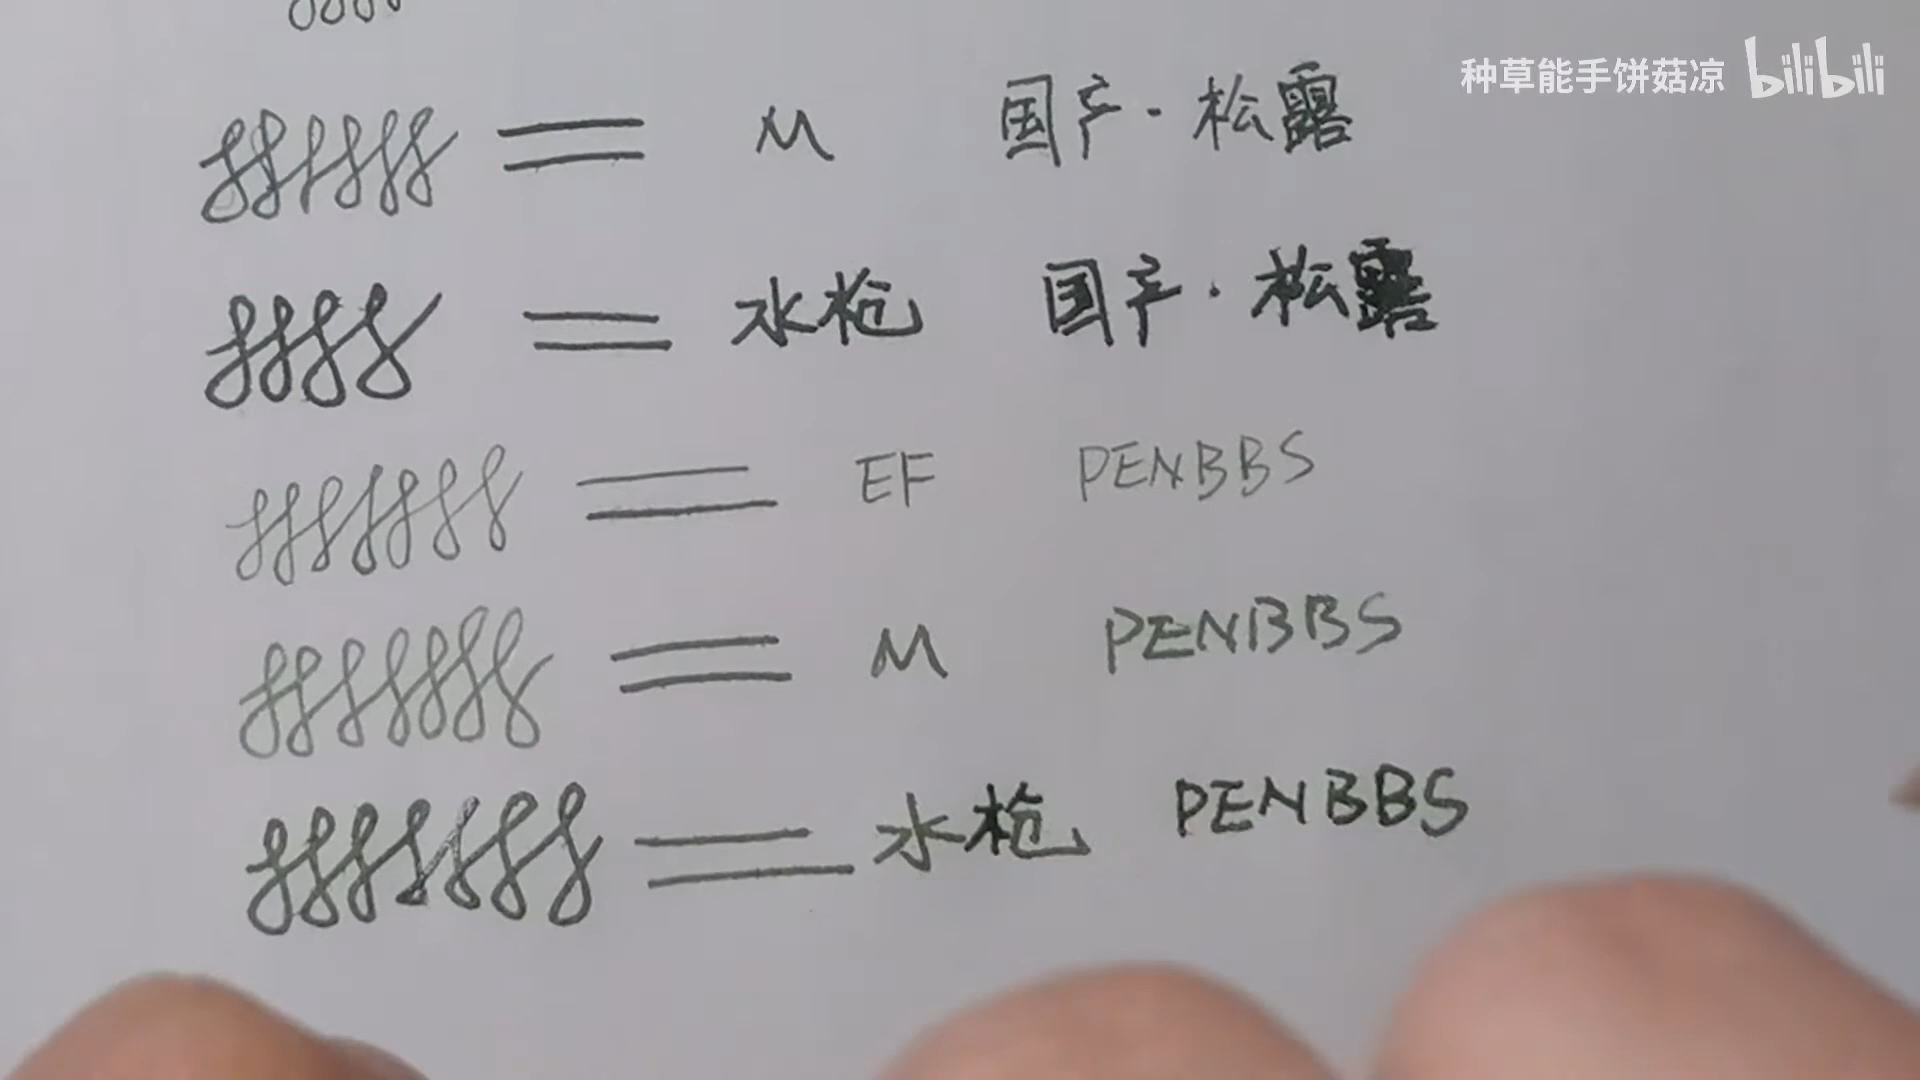 种草能手饼菇凉 bilibili
M 国产·松露
水枪 国产·松露
EF PENBBS
M PENBBS
水枪 PENBBS